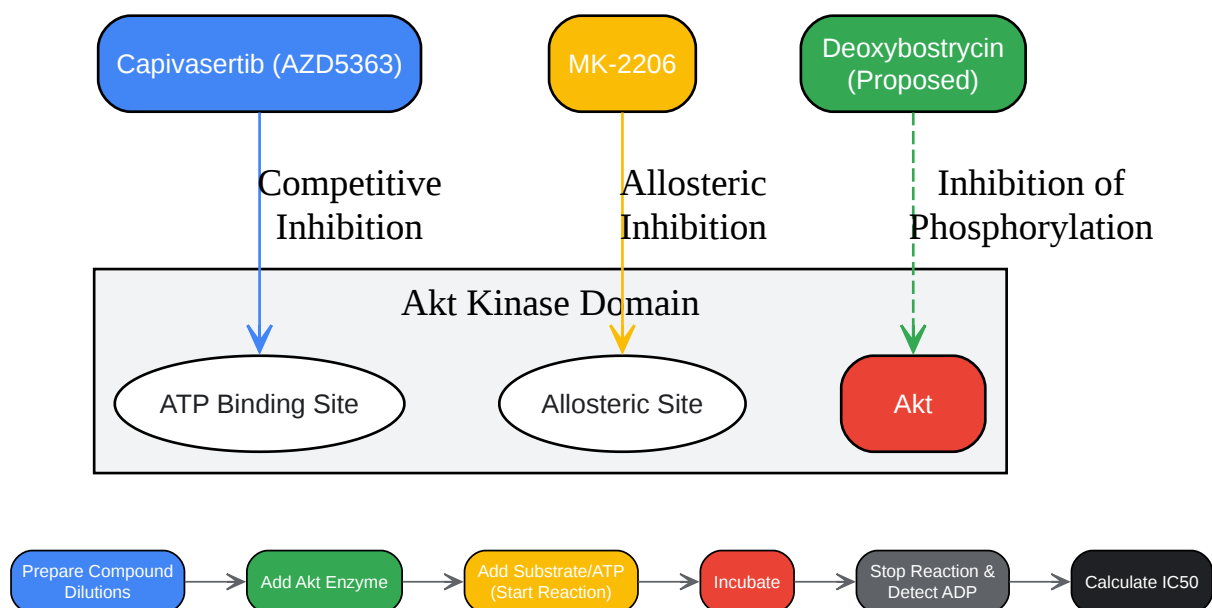 Capivasertib (AZD5363)
MK-2206
Deoxybostrycin
(Proposed)
Competitive
Inhibition
Allosteric
Inhibition
Inhibition of
Phosphorylation
Akt Kinase Domain
ATP Binding Site
Allosteric Site
Akt
Prepare Compound
Dilutions
Add Akt Enzyme
Add Substrate/ATP
(Start Reaction)
Incubate
Stop Reaction &
Detect ADP
Calculate IC50